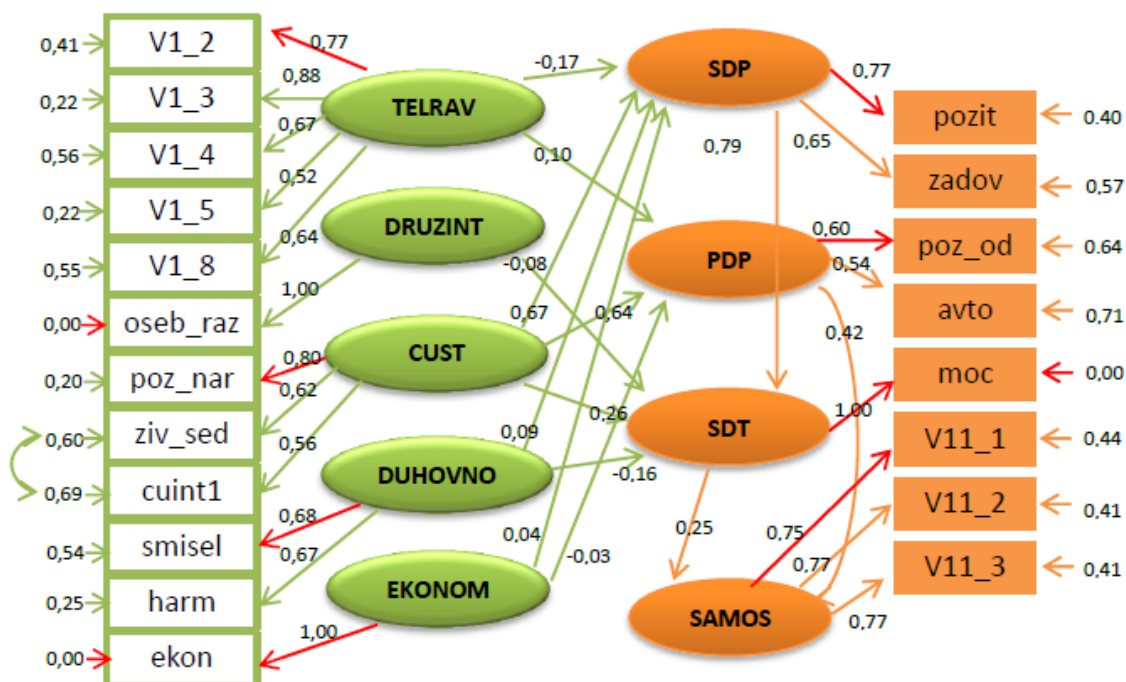 0,41
V1_2
0,77
-0,17
SDP
0,77
0,22
V1_3
0,88
TELRAV
pozit
0.40
0,56
V1_4
0,67
0,10
0,79
0,65
zadov
0,57
0,22
V1_5
0,52
DRUZINT
-0,08
PDP
0,60
poz_od
0.64
0,55
V1_8
0,64
0,54
0,00
oseb_raz
1,00
0,67
0,64
0,42
avto
0,71
0,20
poz_nar
0,80
CUST
moc
0,00
0,60
ziv_sed
0,62
0,26
SDT
1,00
V11_1
0,44
0,69
cuint1
0,56
DUHOVNO
0,09
-0,16
V11_2
0,41
0,54
smisel
0,68
0,04
-0,03
0,25
0,75
0,77
V11_3
0,41
0,25
harm
0,67
EKONOM
SAMOS
0,77
0,00
ekon
1,00